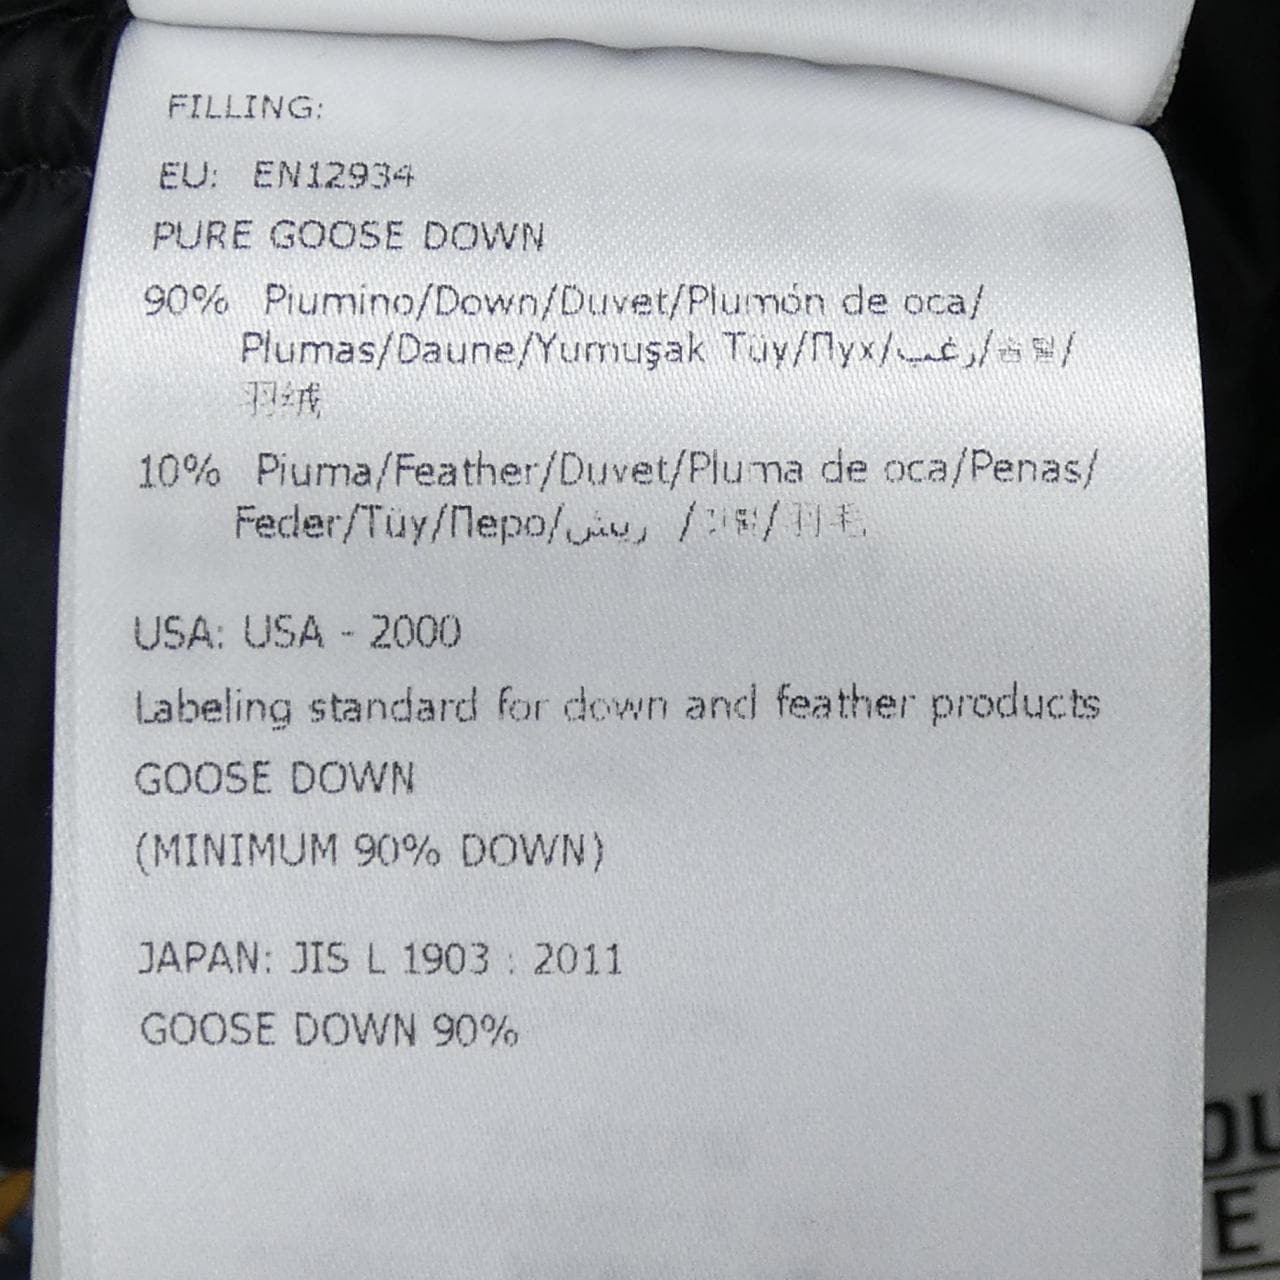 FILLING:
EU: EN12934
PURE GOOSE DOWN
90% Piumino/Down/Duvet/Plumón de oca/
Plumas/Daune/Yumuşak Tüy/Пух/رغب/솜털/
羽绒
10% Piuma/Feather/Duvet/Pluma de oca/Penas/
Feder/Tüy/Перо/ريش /깃털/羽毛
USA: USA - 2000
Labeling standard for down and feather products
GOOSE DOWN
(MINIMUM 90% DOWN)
JAPAN: JIS L 1903 : 2011
GOOSE DOWN 90%